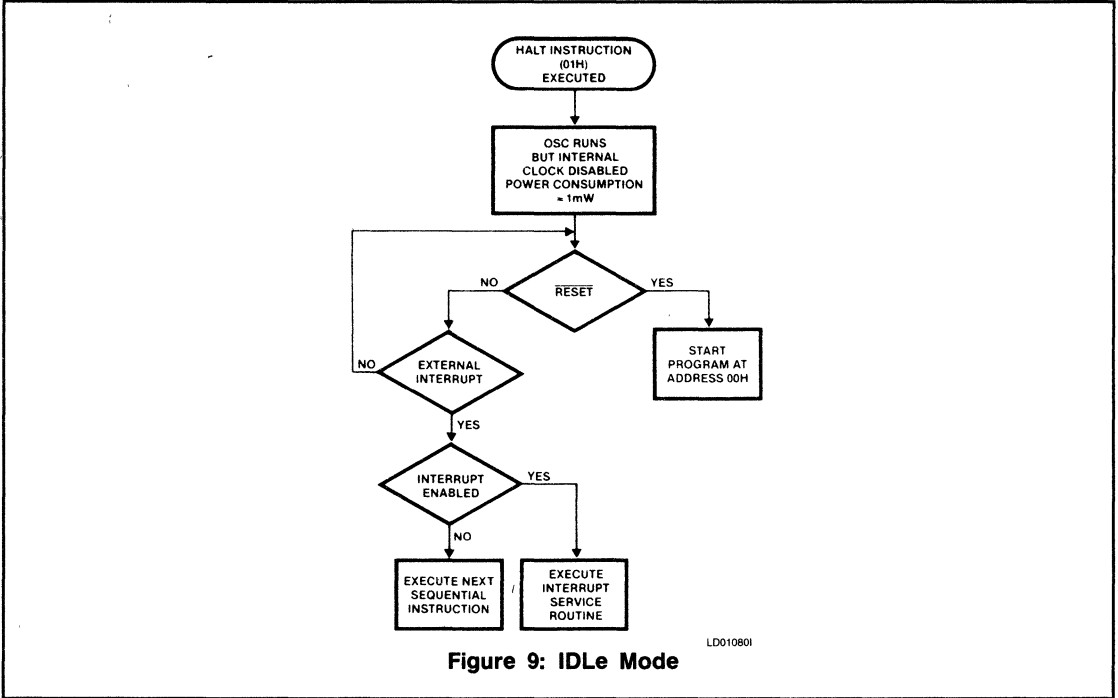 HALT INSTRUCTION
(01H)
EXECUTED
OSC RUNS
BUT INTERNAL
CLOCK DISABLED
POWER CONSUMPTION
≈ 1mW
NO
RESET
YES
START
PROGRAM AT
ADDRESS 00H
NO
EXTERNAL
INTERRUPT
YES
INTERRUPT
ENABLED
YES
NO
EXECUTE NEXT
SEQUENTIAL
INSTRUCTION
EXECUTE
INTERRUPT
SERVICE
ROUTINE
LD01080I
Figure 9: IDLe Mode